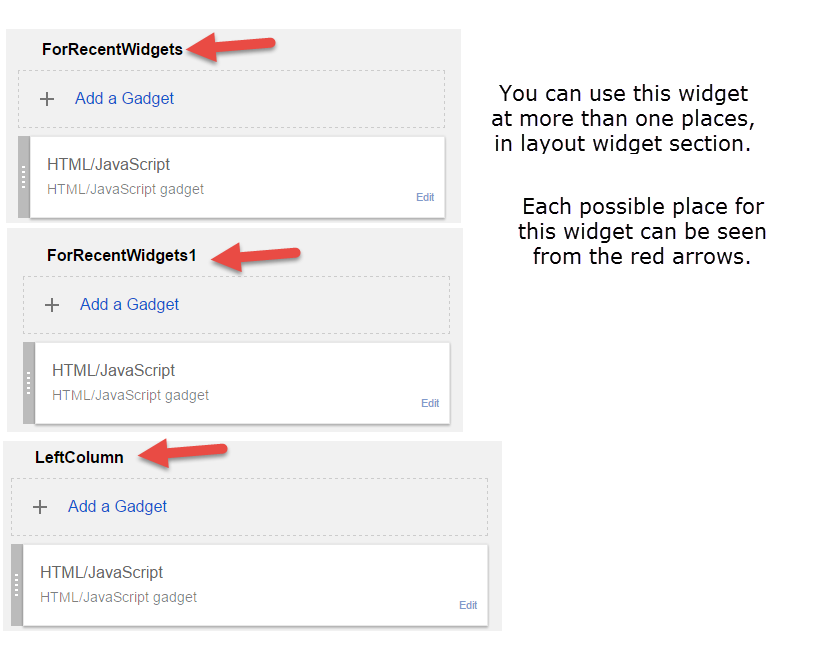 ForRecentWidgets
Add a Gadget
HTML/JavaScript
HTML/JavaScript gadget
Edit
ForRecentWidgets1
Add a Gadget
HTML/JavaScript
HTML/JavaScript gadget
Edit
LeftColumn
Add a Gadget
HTML/JavaScript
HTML/JavaScript gadget
Edit
You can use this widget
at more than one places,
in layout widget section.
Each possible place for
this widget can be seen
from the red arrows.